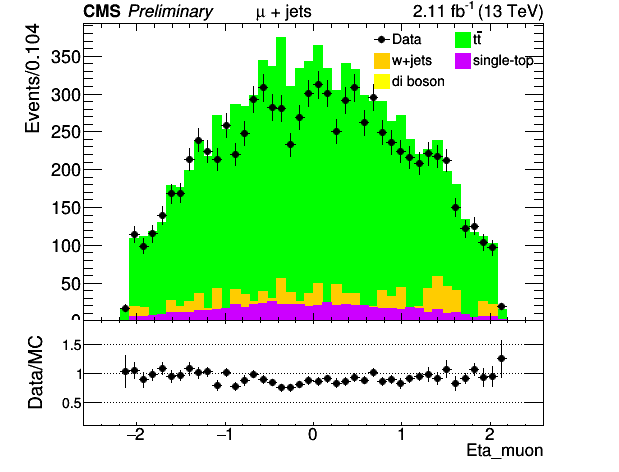 CMS Preliminary μ + jets 2.11 fb⁻¹ (13 TeV)
Events/0.104
350
300
250
200
150
100
50
0
Data
tt̄
w+jets
single-top
di boson
Data/MC
1.5
1
0.5
−2 −1 0 1 2
Eta_muon